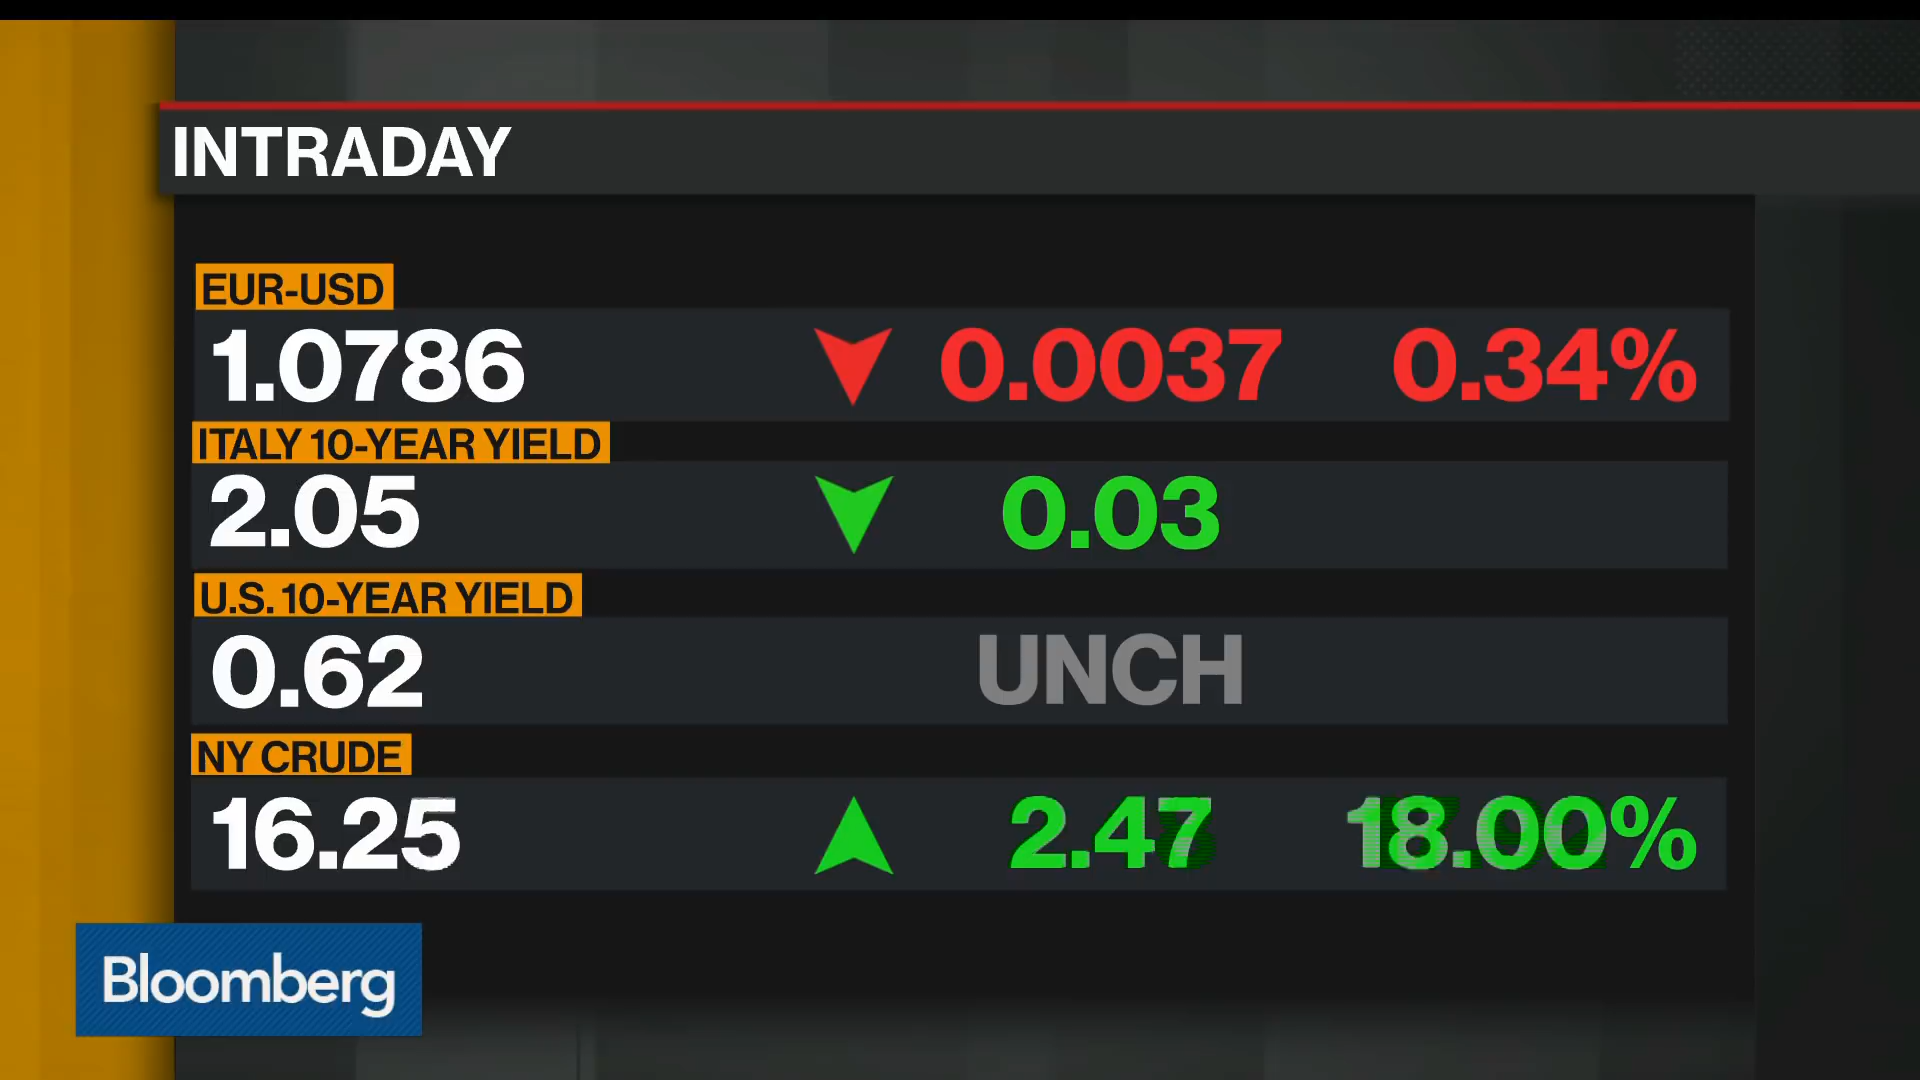 INTRADAY
EUR-USD
1.0786 0.0037 0.34%
ITALY 10-YEAR YIELD
2.05 0.03
U.S. 10-YEAR YIELD
0.62 UNCH
NY CRUDE
16.25 2.47 18.00%
Bloomberg